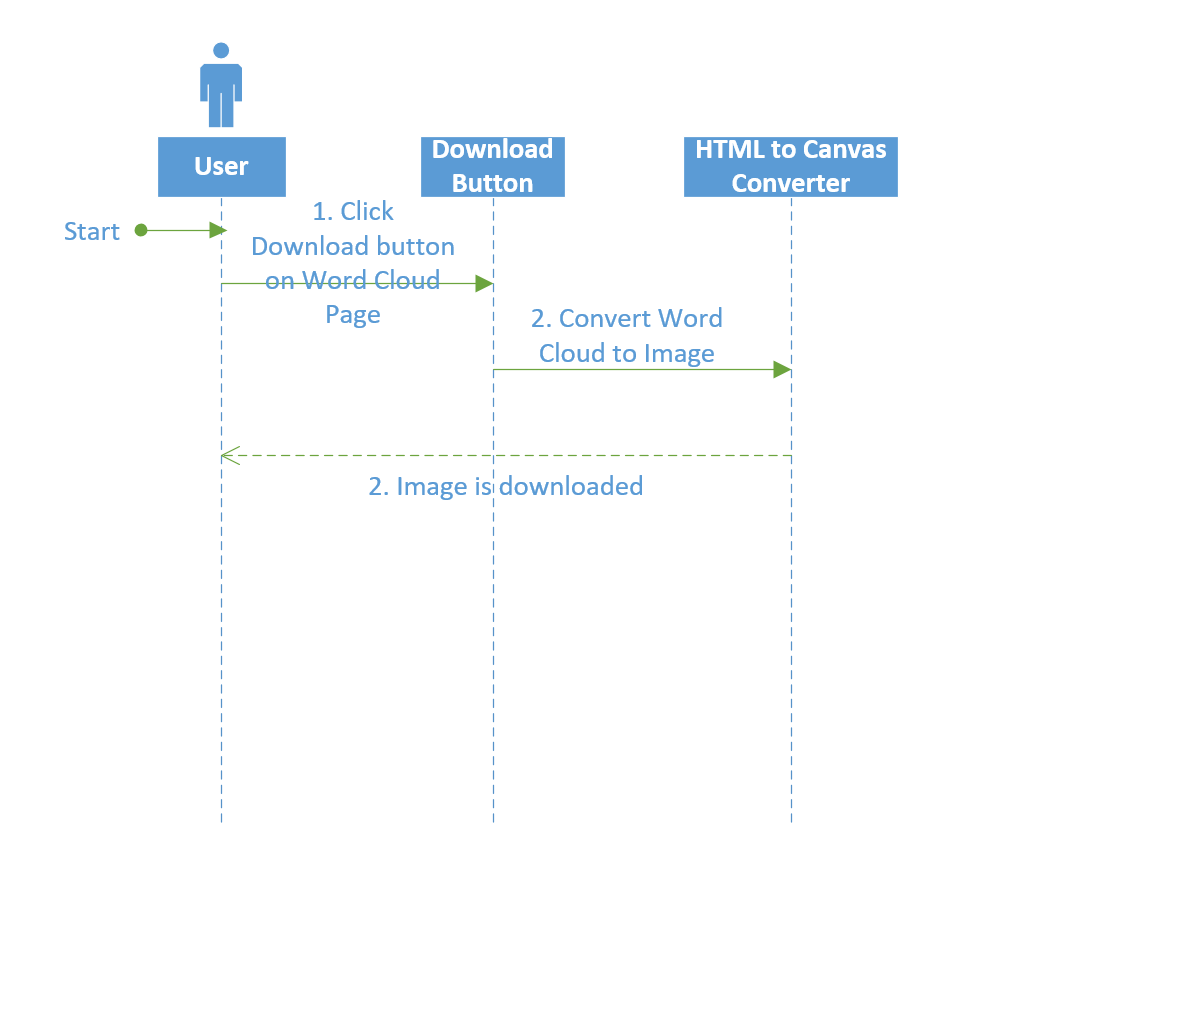 User
Download
Button
HTML to Canvas
Converter
Start
1. Click
Download button
on Word Cloud
Page
2. Convert Word
Cloud to Image
2. Image is downloaded